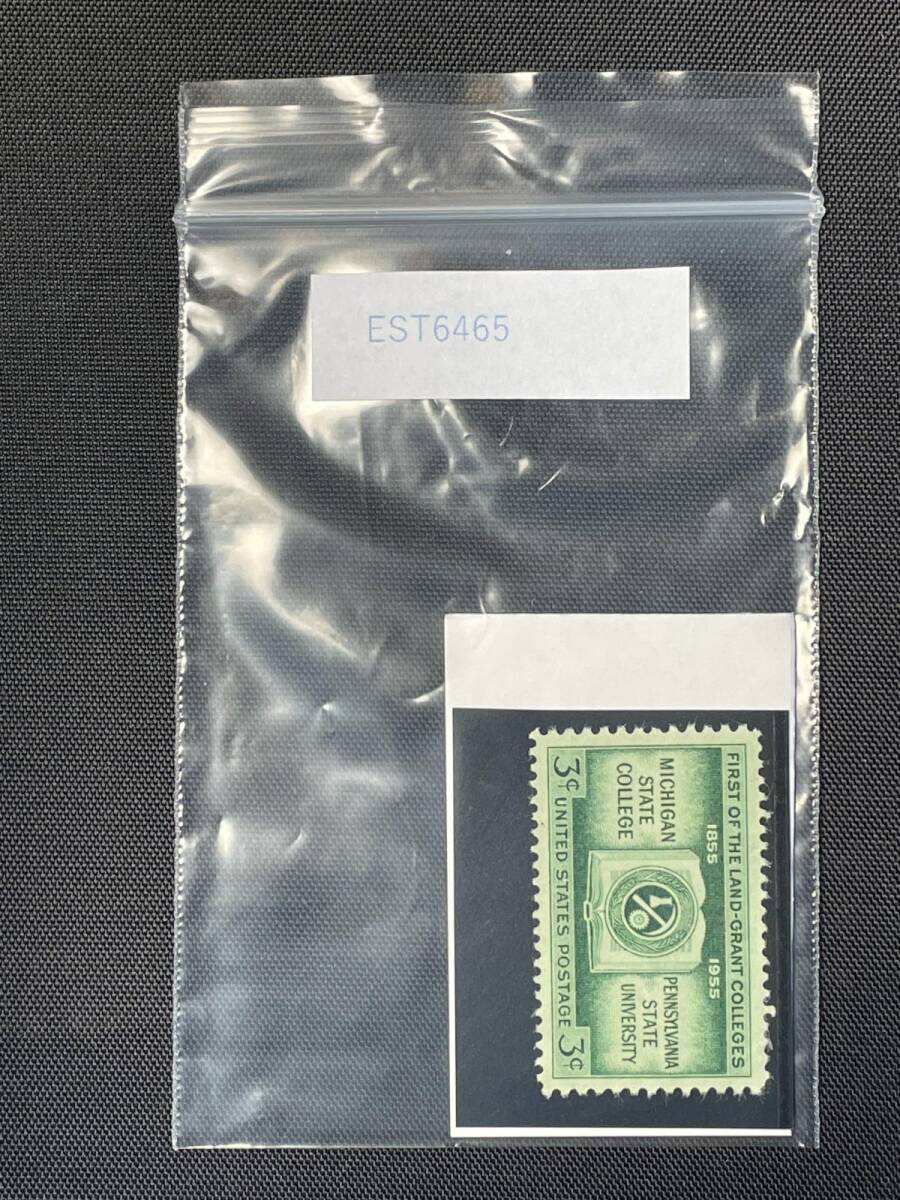 EST6465
FIRST OF THE LAND-GRANT COLLEGES
1855 1955
MICHIGAN
STATE
COLLEGE
PENNSYLVANIA
STATE
UNIVERSITY
3¢ UNITED STATES POSTAGE 3¢